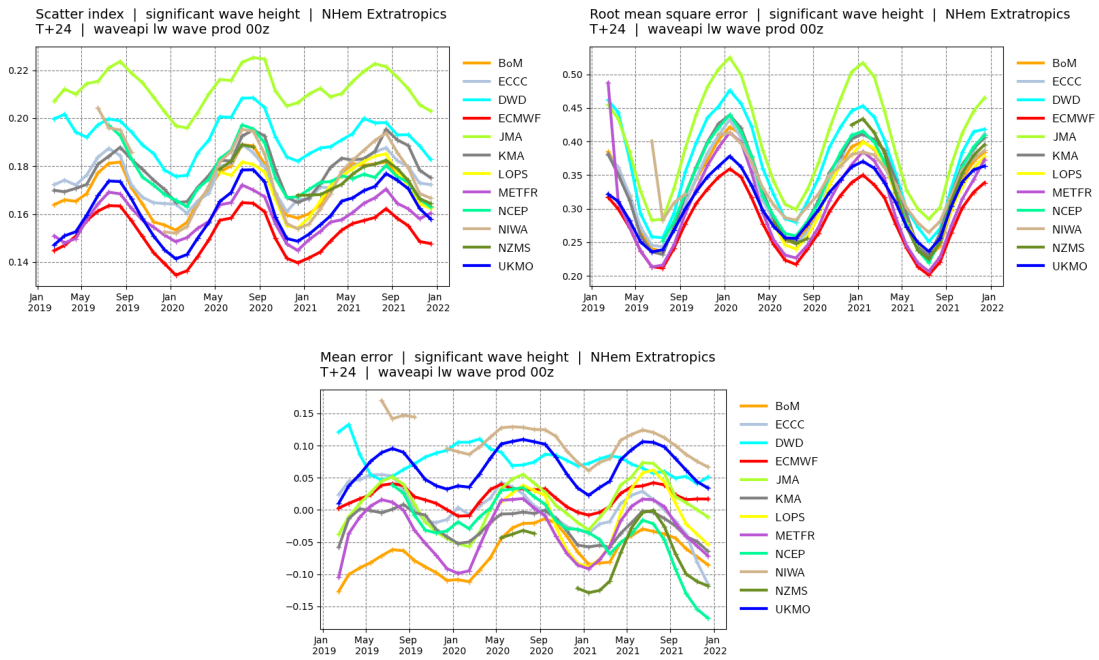 Scatter index | significant wave height | NHem Extratropics
T+24 | waveapi lw wave prod 00z
0.22
0.20
0.18
0.16
0.14
Jan 2019
May 2019
Sep 2019
Jan 2020
May 2020
Sep 2020
Jan 2021
May 2021
Sep 2021
Jan 2022
BoM
ECCC
DWD
ECMWF
JMA
KMA
LOPS
METFR
NCEP
NIWA
NZMS
UKMO
Root mean square error | significant wave height | NHem Extratropics
T+24 | waveapi lw wave prod 00z
0.50
0.45
0.40
0.35
0.30
0.25
0.20
Jan 2019
May 2019
Sep 2019
Jan 2020
May 2020
Sep 2020
Jan 2021
May 2021
Sep 2021
Jan 2022
BoM
ECCC
DWD
ECMWF
JMA
KMA
LOPS
METFR
NCEP
NIWA
NZMS
UKMO
Mean error | significant wave height | NHem Extratropics
T+24 | waveapi lw wave prod 00z
0.15
0.10
0.05
0.00
−0.05
−0.10
−0.15
Jan 2019
May 2019
Sep 2019
Jan 2020
May 2020
Sep 2020
Jan 2021
May 2021
Sep 2021
Jan 2022
BoM
ECCC
DWD
ECMWF
JMA
KMA
LOPS
METFR
NCEP
NIWA
NZMS
UKMO